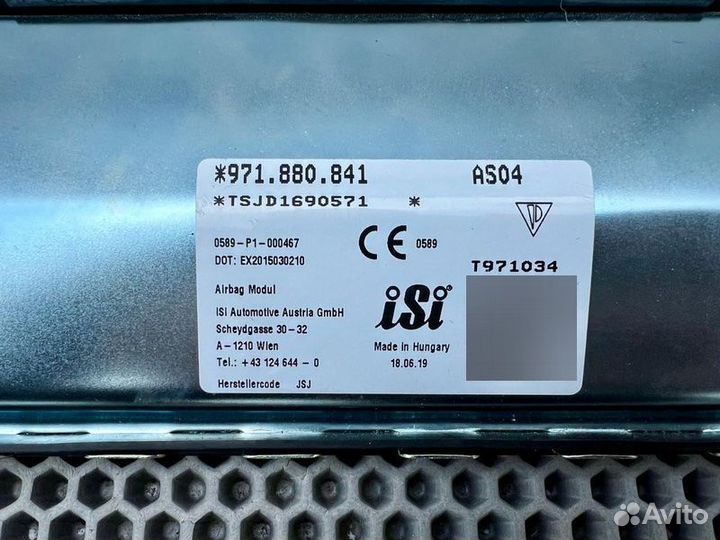 *971.880.841 AS04
*TSJD1690571 *
0589-P1-000467
DOT: EX2015030210
CE 0589
T971034
Airbag Modul
iSi Automotive Austria GmbH
Scheydgasse 30-32
A-1210 Wien
Tel.: +43 124 644 - 0
Herstellercode JSJ
iSi®
Made in Hungary
18.06.19
Avito